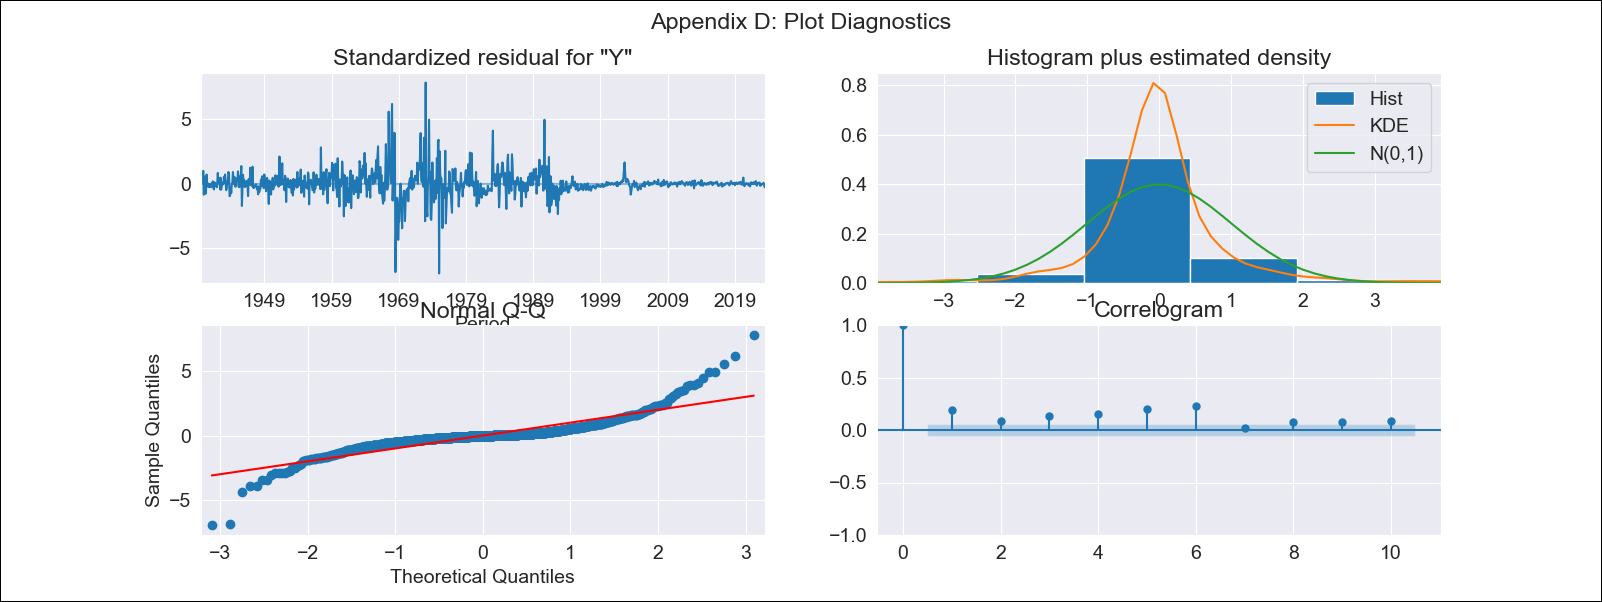 Appendix D: Plot Diagnostics
Standardized residual for "Y"
5
0
−5
1949 1959 1969 1979 1989 1999 2009 2019
Period
Histogram plus estimated density
0.8
0.6
0.4
0.2
0.0
Hist
KDE
N(0,1)
−3 −2 −1 0 1 2 3
Normal Q-Q
Sample Quantiles
5
0
−5
−3 −2 −1 0 1 2 3
Theoretical Quantiles
Correlogram
1.0
0.5
0.0
−0.5
−1.0
0 2 4 6 8 10